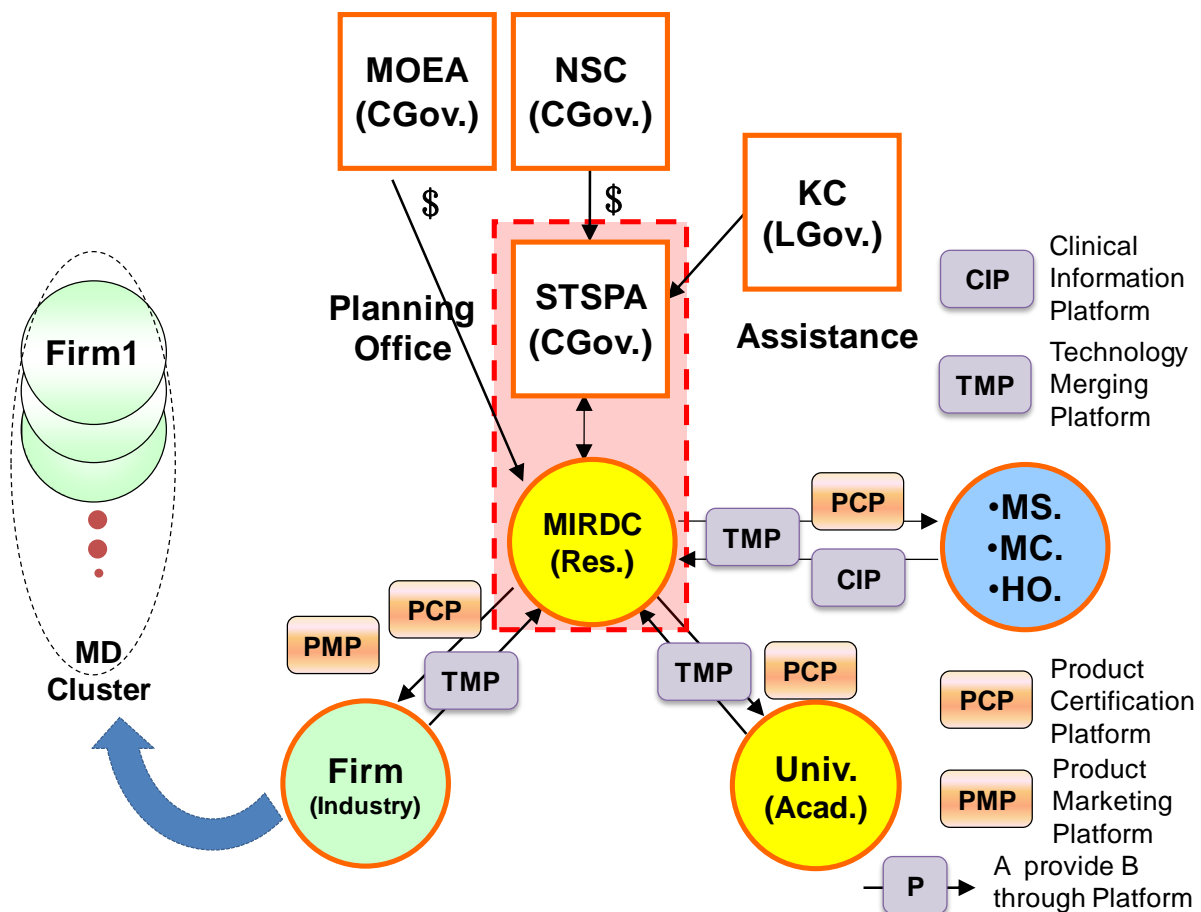 MOEA
(CGov.)
NSC
(CGov.)
KC
(LGov.)
$
$
STSPA
(CGov.)
Planning
Office
Assistance
CIP
Clinical
Information
Platform
TMP
Technology
Merging
Platform
Firm1
MD
Cluster
MIRDC
(Res.)
PCP
TMP
CIP
•MS.
•MC.
•HO.
PCP
PMP
TMP
TMP
PCP
Firm
(Industry)
Univ.
(Acad.)
PCP
Product
Certification
Platform
PMP
Product
Marketing
Platform
P
A provide B
through Platform